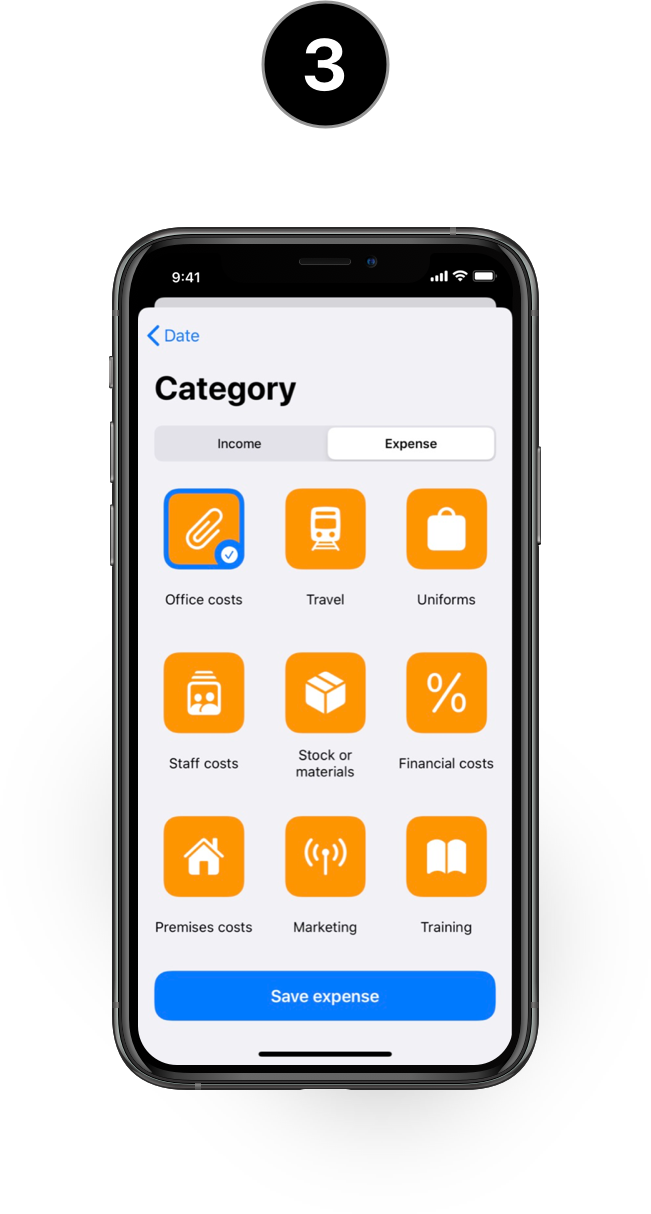 3
9:41
Date
Category
Income Expense
Office costs Travel Uniforms
Staff costs Stock or materials Financial costs
Premises costs Marketing Training
Save expense